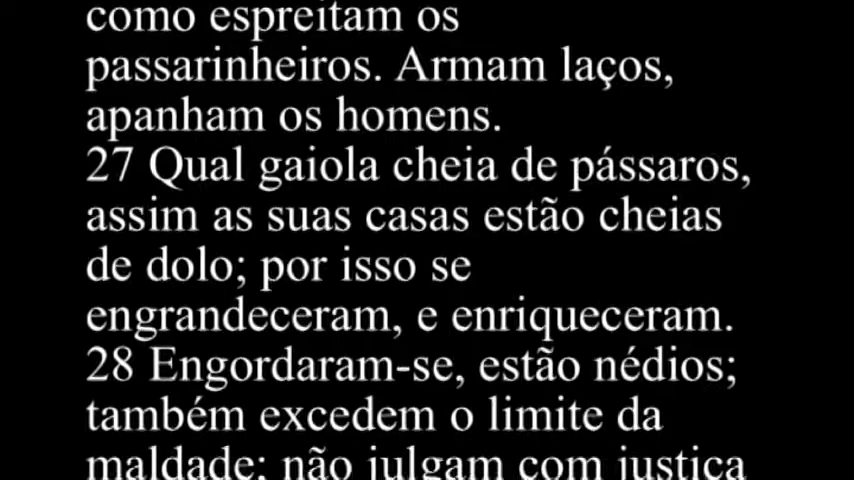 como espreitam os
passarinheiros. Armam laços,
apanham os homens.
27 Qual gaiola cheia de pássaros,
assim as suas casas estão cheias
de dolo; por isso se
engrandeceram, e enriqueceram.
28 Engordaram-se, estão nédios;
também excedem o limite da
maldade; não julgam com justiça